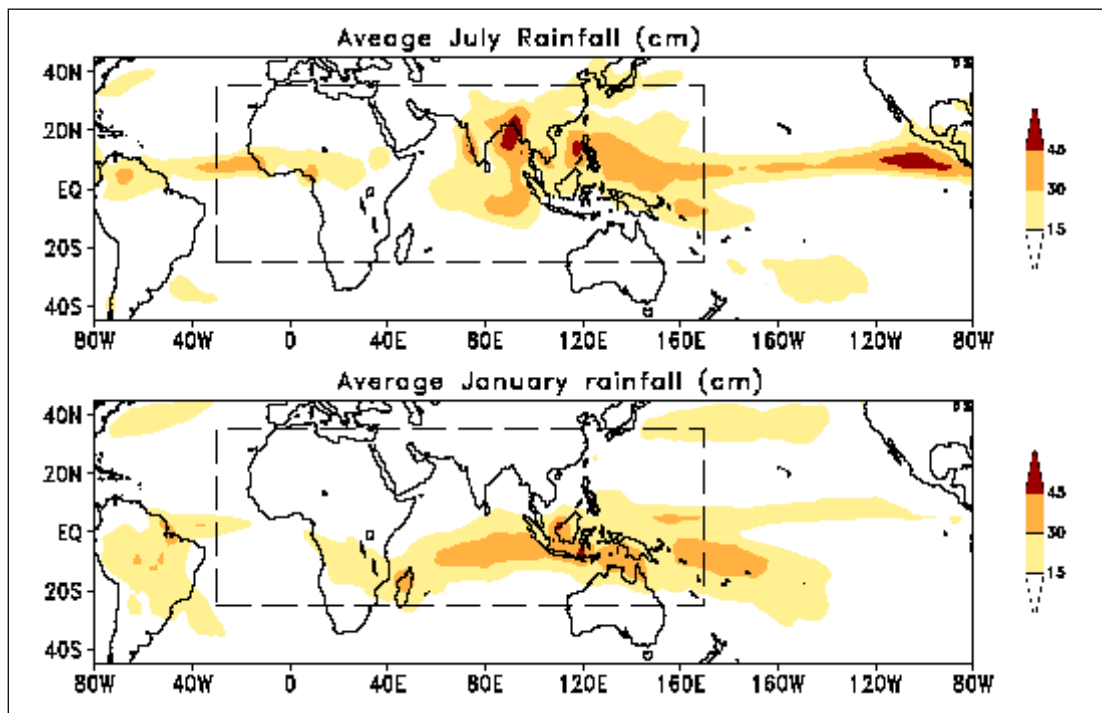 Aveage July Rainfall (cm)
40N
20N
EQ
20S
40S
80W 40W 0 40E 80E 120E 160E 160W 120W 80W
45
30
15
Average January rainfall (cm)
40N
20N
EQ
20S
40S
80W 40W 0 40E 80E 120E 160E 160W 120W 80W
45
30
15